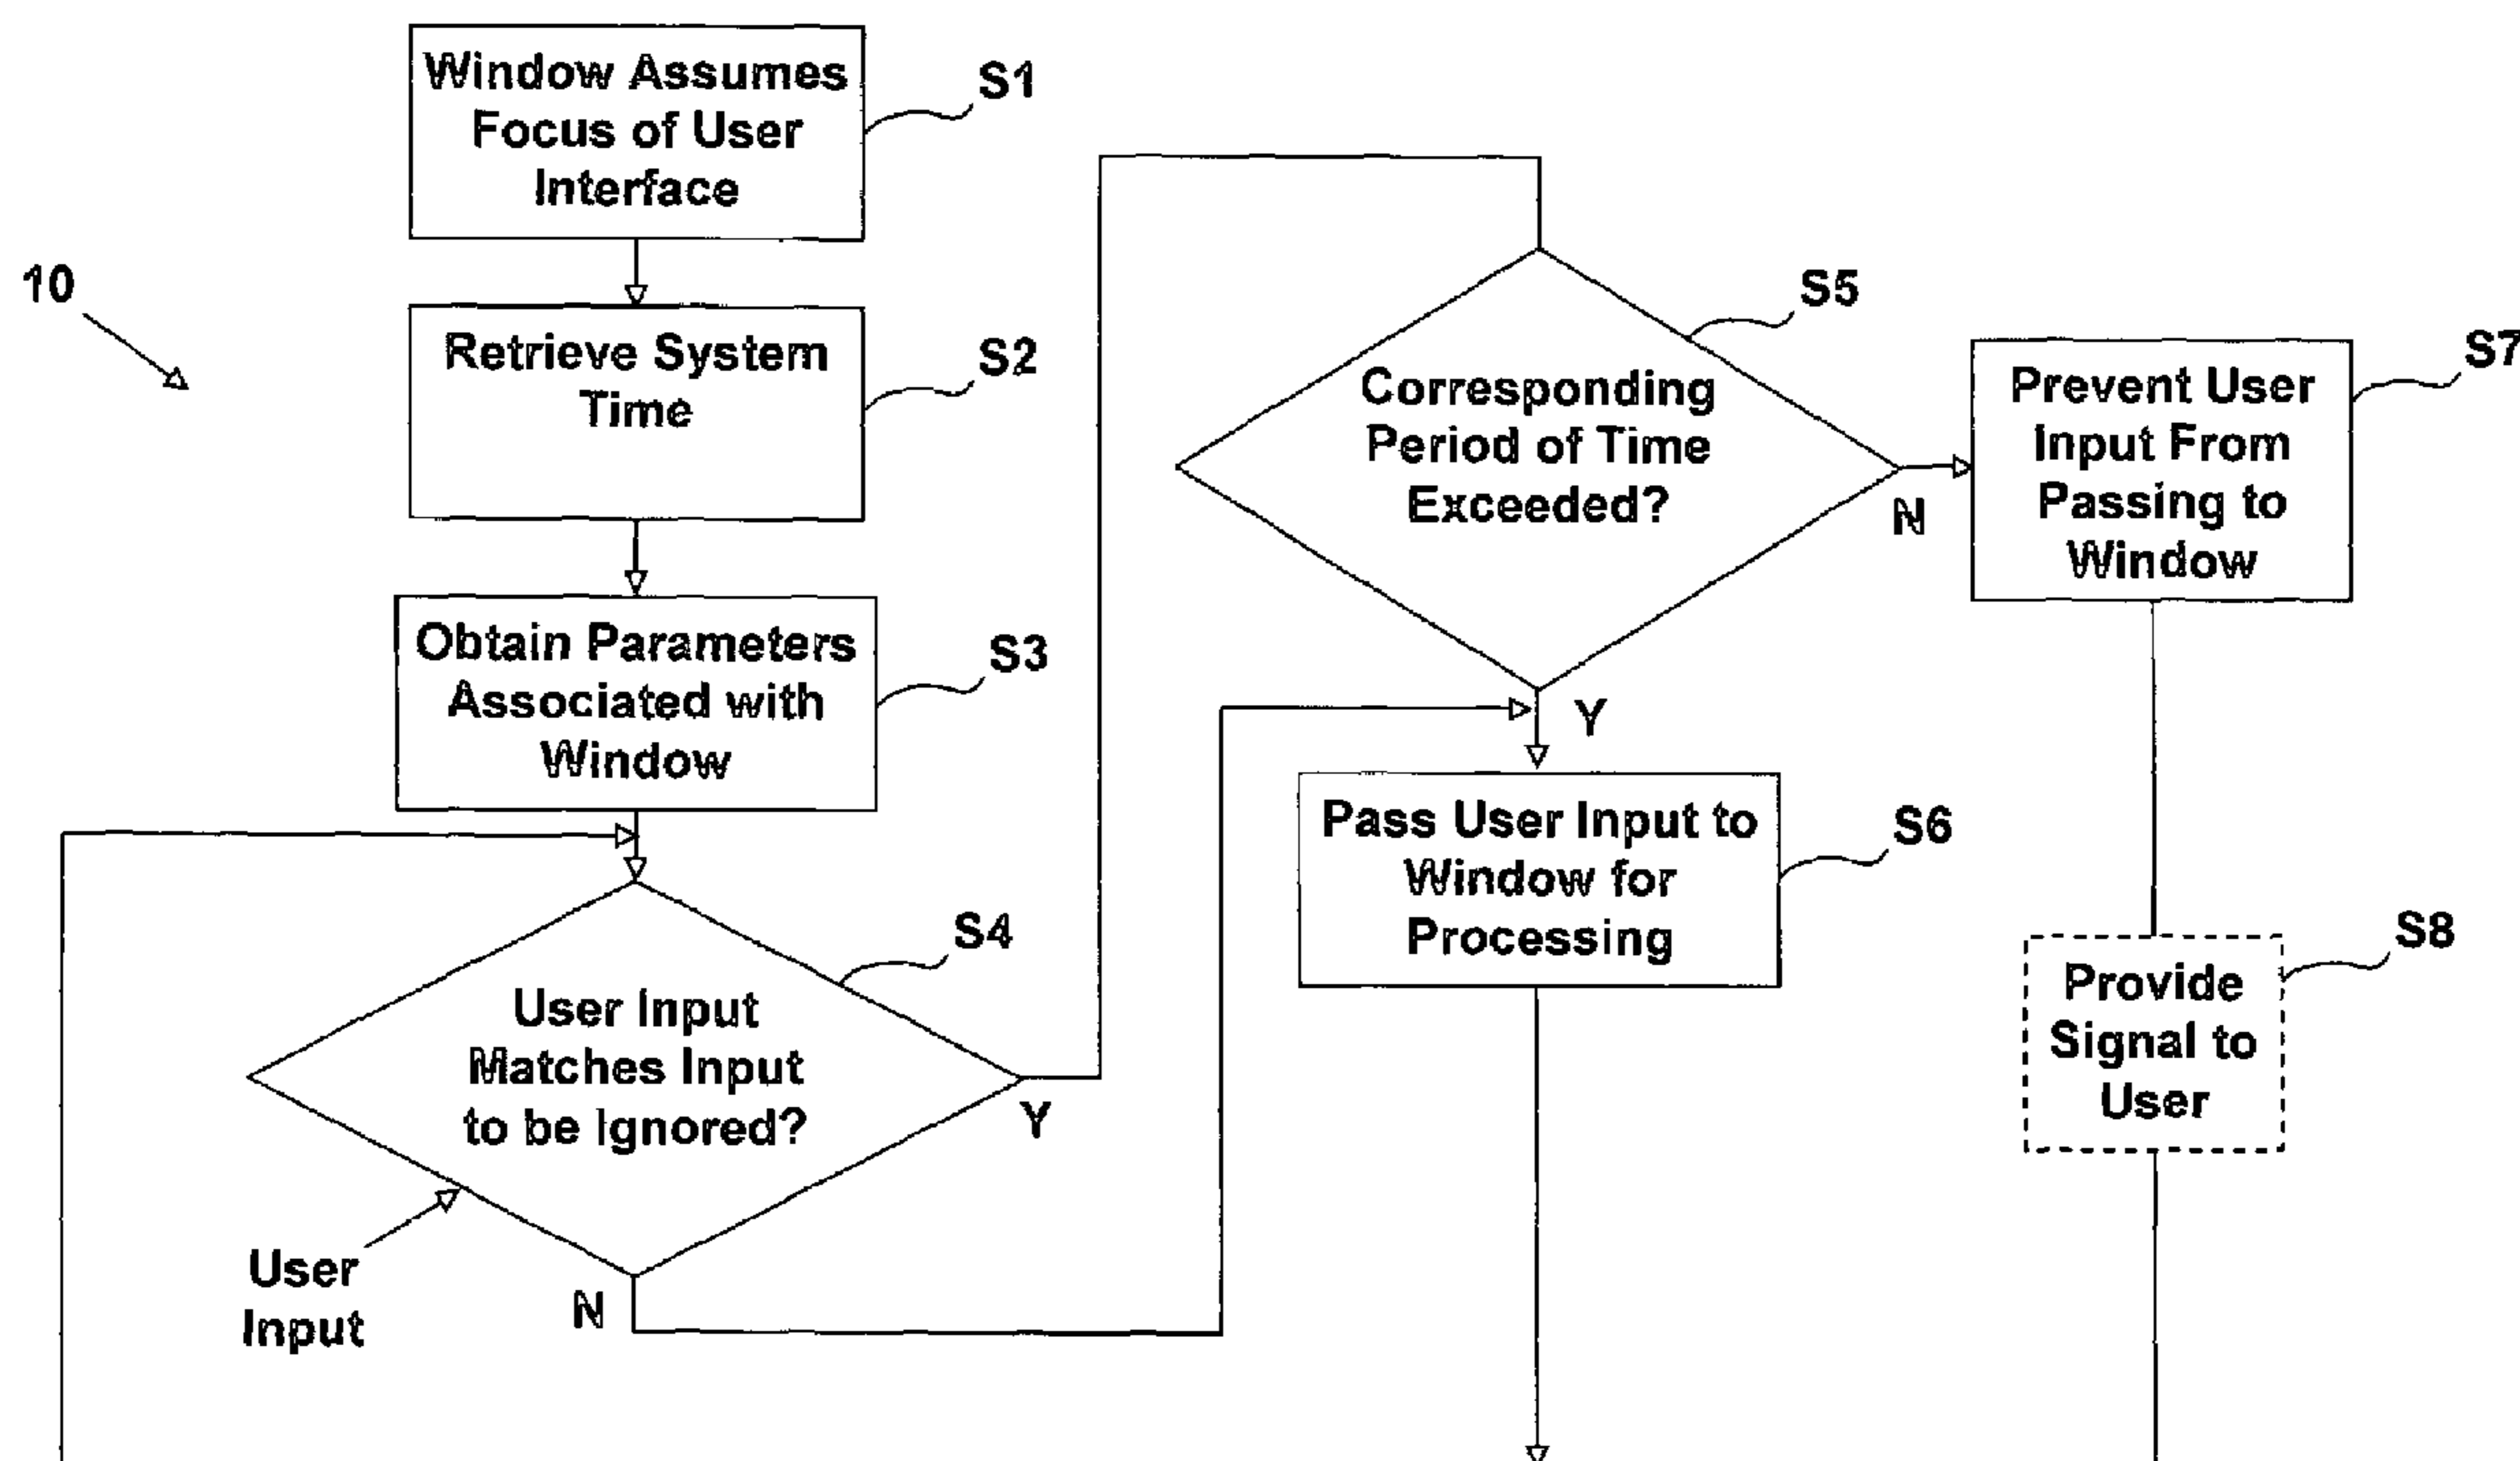 Window Assumes
Focus of User
Interface
S1
10
Retrieve System
Time
S2
Obtain Parameters
Associated with
Window
S3
User Input
Matches Input
to be Ignored?
S4
Y
N
User
Input
Corresponding
Period of Time
Exceeded?
S5
N
Y
Pass User Input to
Window for
Processing
S6
Prevent User
Input From
Passing to
Window
S7
Provide
Signal to
User
S8